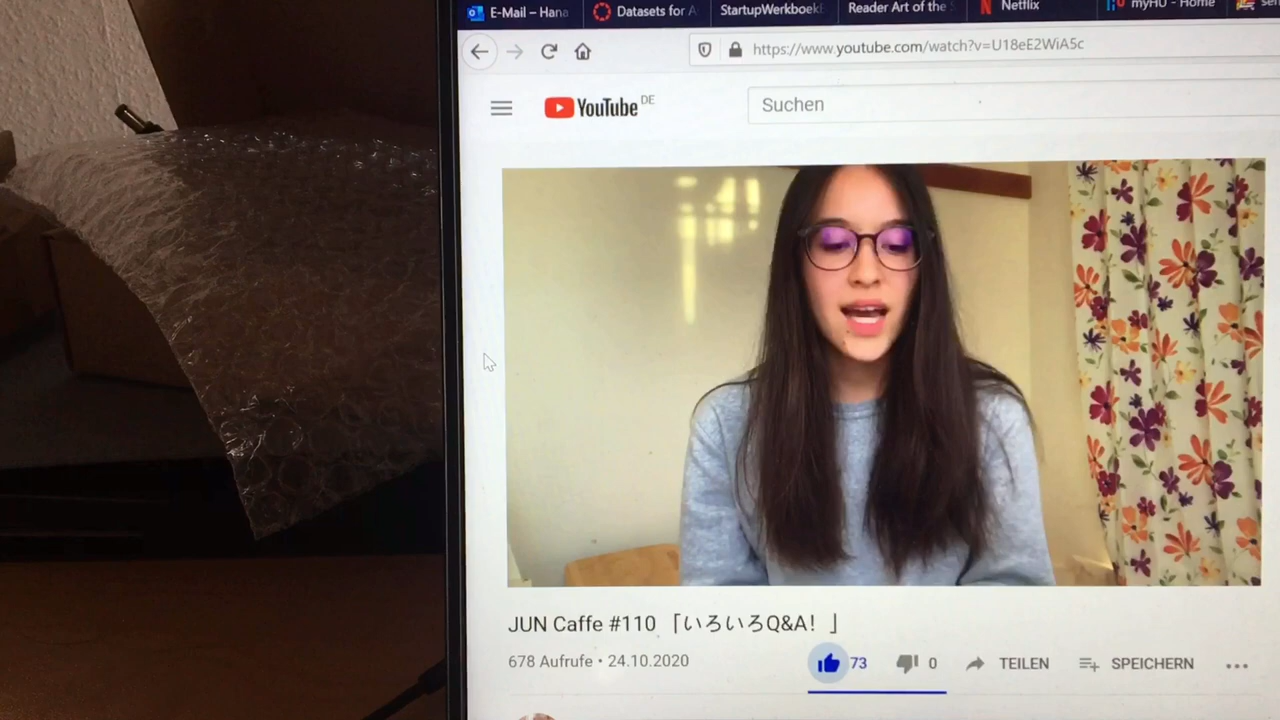 E-Mail – Hana
Datasets for A
StartupWerkboek
Reader Art of the
Netflix
myHU - Home
https://www.youtube.com/watch?v=U18eE2WiA5c
YouTube DE
Suchen
JUN Caffe #110「いろいろQ&A！」
678 Aufrufe • 24.10.2020
73
0
TEILEN
SPEICHERN